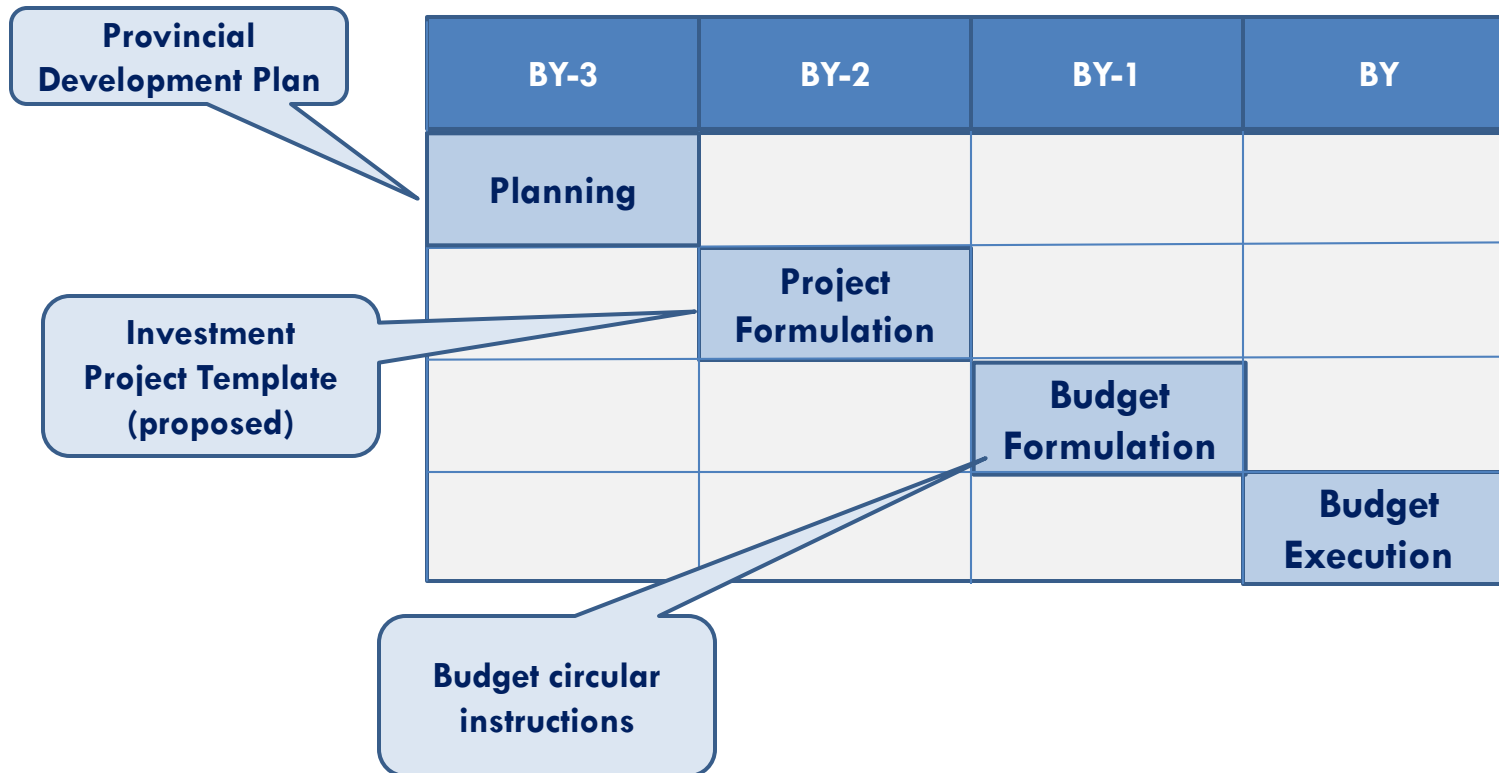 Provincial
Development Plan
BY-3
BY-2
BY-1
BY
Planning
Project
Formulation
Investment
Project Template
(proposed)
Budget
Formulation
Budget
Execution
Budget circular
instructions